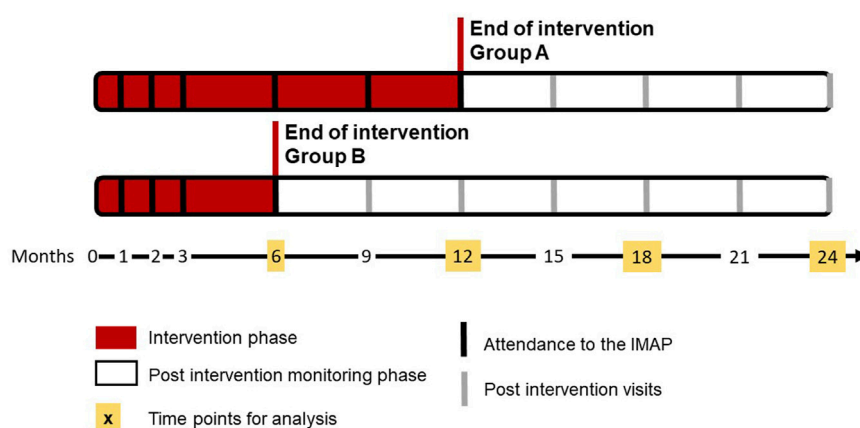 End of intervention
Group A
End of intervention
Group B
Months 0 1 2 3 6 9 12 15 18 21 24
Intervention phase
Post intervention monitoring phase
x Time points for analysis
Attendance to the IMAP
Post intervention visits